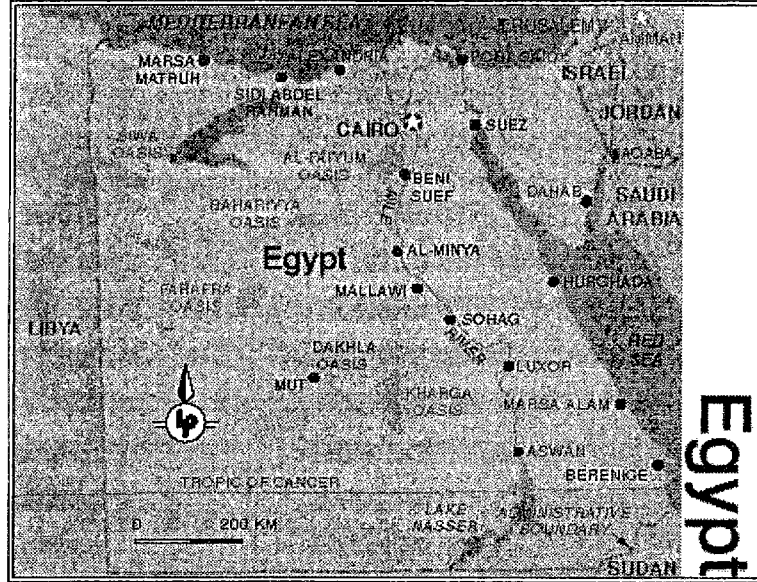 MEDITERRANEAN SEA
JERUSALEM
AMMAN
MARSA
MATRUH
ALEXANDRIA
PORT SAID
ISRAEL
SIDI ABDEL
RAHMAN
JORDAN
CAIRO
SUEZ
SIWA
OASIS
AL-FAIYUM
OASIS
AQABA
BENI
SUEF
DAHAB
SAUDI
ARABIA
BAHARIYYA
OASIS
Egypt
AL-MINYA
FARAFRA
OASIS
MALLAWI
HURGHADA
LIBYA
SOHAG
RIVER
RED
SEA
DAKHLA
OASIS
LUXOR
MUT
KHARGA
OASIS
MARSA ALAM
LP
ASWAN
BERENICE
TROPIC OF CANCER
0 200 KM
LAKE
NASSER
ADMINISTRATIVE
BOUNDARY
SUDAN
Egypt